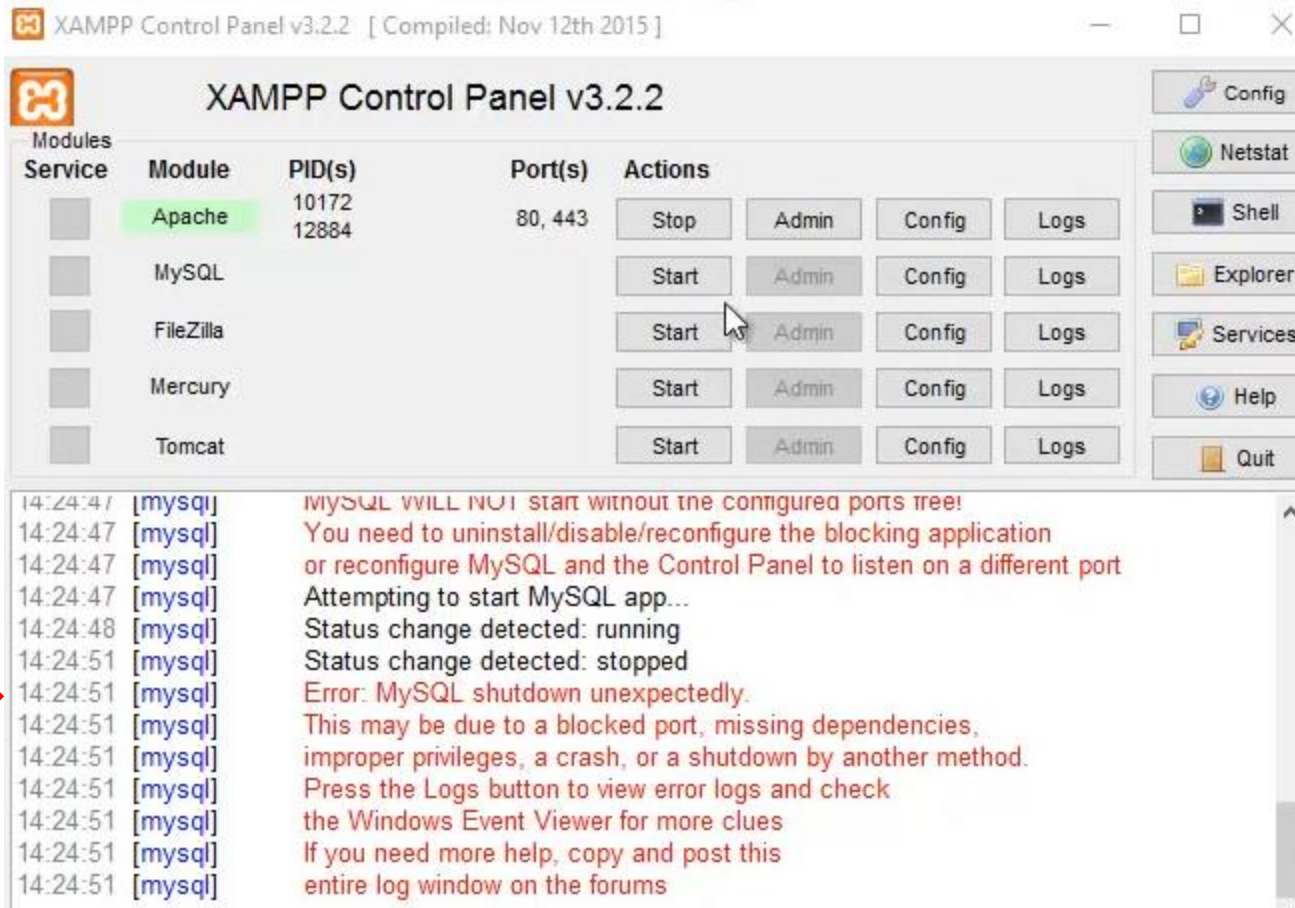 XAMPP Control Panel v3.2.2 [ Compiled: Nov 12th 2015 ]
XAMPP Control Panel v3.2.2
Config
Modules
Service Module PID(s) Port(s) Actions
Netstat
Apache 10172 12884 80, 443 Stop Admin Config Logs
Shell
MySQL Start Admin Config Logs
Explorer
FileZilla Start Admin Config Logs
Services
Mercury Start Admin Config Logs
Help
Tomcat Start Admin Config Logs
Quit
14:24:47 [mysql] MySQL WILL NOT start without the configured ports free!
14:24:47 [mysql] You need to uninstall/disable/reconfigure the blocking application
14:24:47 [mysql] or reconfigure MySQL and the Control Panel to listen on a different port
14:24:47 [mysql] Attempting to start MySQL app...
14:24:48 [mysql] Status change detected: running
14:24:51 [mysql] Status change detected: stopped
14:24:51 [mysql] Error: MySQL shutdown unexpectedly.
14:24:51 [mysql] This may be due to a blocked port, missing dependencies,
14:24:51 [mysql] improper privileges, a crash, or a shutdown by another method.
14:24:51 [mysql] Press the Logs button to view error logs and check
14:24:51 [mysql] the Windows Event Viewer for more clues
14:24:51 [mysql] If you need more help, copy and post this
14:24:51 [mysql] entire log window on the forums